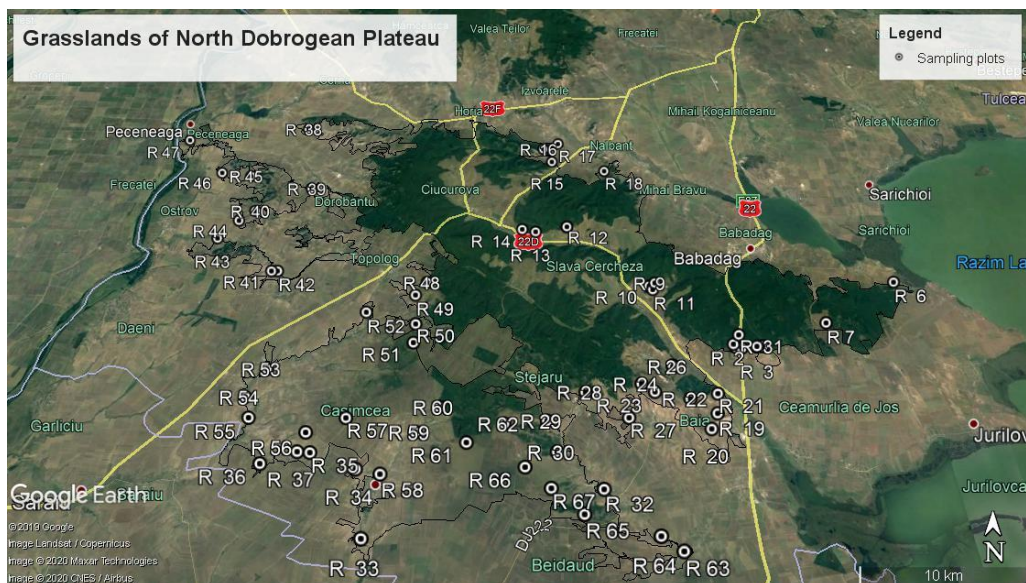 Grasslands of North Dobrogean Plateau
Legend
Sampling plots
Valea Teilor
Frecatei
Izvoarele
Horia
22F
Mihail Kogalniceanu
Valea Nucarilor
Tulcea
Peceneaga
Peceneaga
R 38
R 47
R 16
R 17
Nalbant
R 46
R 45
R 15
R 18
Frecatei
R 39
Ciucurova
Mihai Bravu
Sarichioi
Dorobantu
Ostrov
R 40
22
Babadag
Sarichioi
R 44
R 14
22D
R 12
R 13
R 43
Topolog
Slava Cercheza
Babadag
Razim La
R 41
R 42
R 48
R 9
R 10
R 11
R 6
R 49
Daeni
R 52
R 50
R 7
R 51
R 2
R 31
R 3
R 53
Stejaru
R 26
R 28
R 24
R 54
R 22
R 21
Casimcea
R 60
R 23
Ceamurlia de Jos
Garliciu
R 55
R 57
R 59
R 62
R 29
R 27
Baia
R 19
Jurilov
R 56
R 61
R 30
R 20
R 36
R 37
R 35
R 66
Google Earth
Saraiu
R 34
R 58
R 67
R 32
Jurilovca
R 65
©2019 Google
DJ222
N
Image Landsat / Copernicus
Image © 2020 Maxar Technologies
R 33
Beidaud
R 64
R 63
Image © 2020 CNES / Airbus
10 km